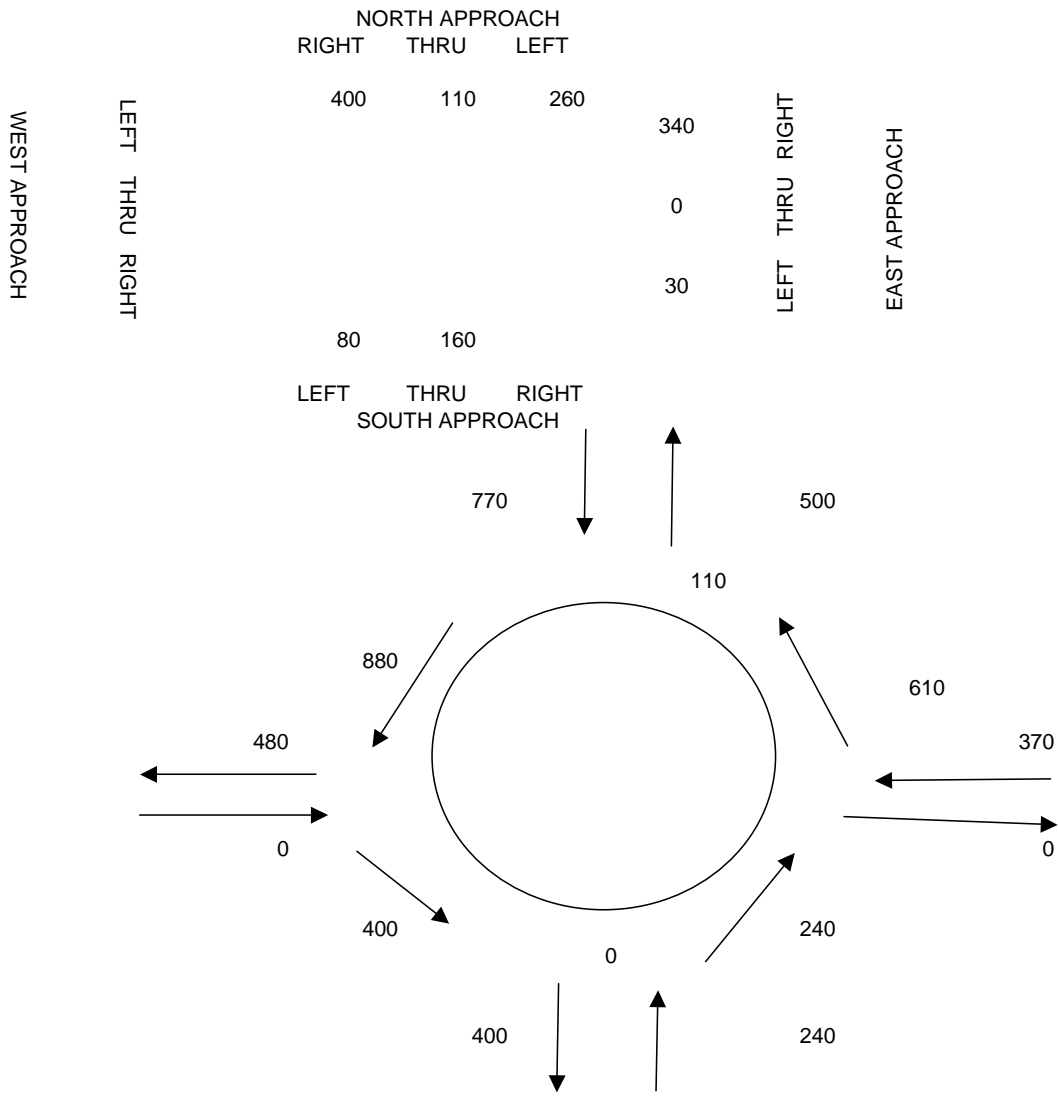 NORTH APPROACH
RIGHT THRU LEFT
400 110 260
WEST APPROACH
LEFT THRU RIGHT
340
0
30
LEFT THRU RIGHT
EAST APPROACH
80 160
LEFT THRU RIGHT
SOUTH APPROACH
770 500
110
880
610
480 370
0 0
400 240
0
400 240